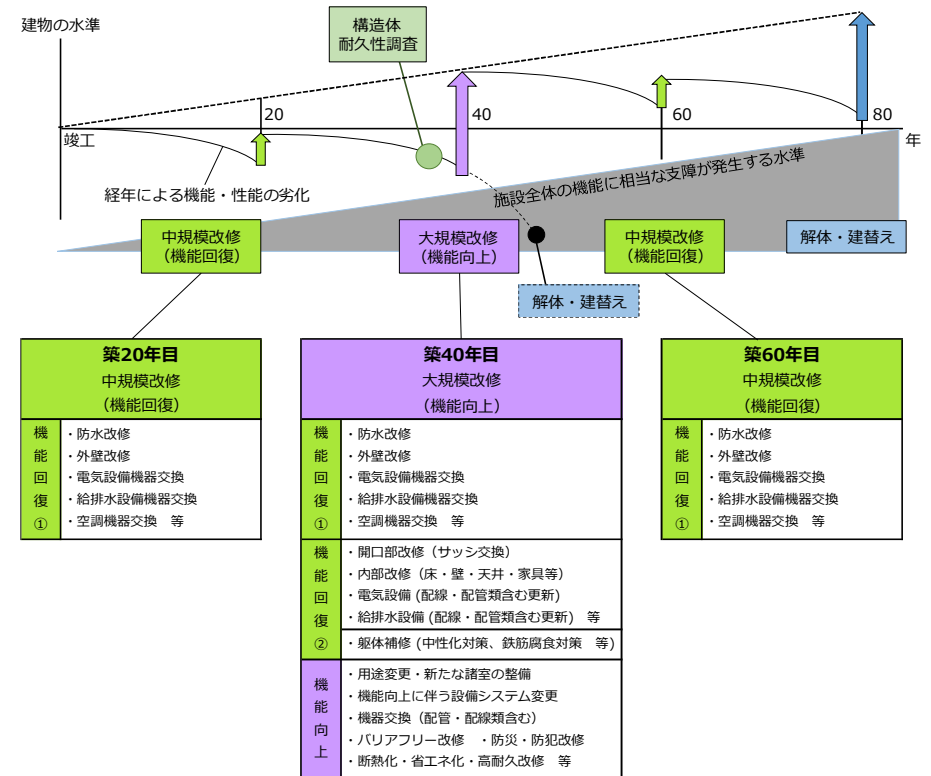 建物の水準
構造体
耐久性調査
20
40
60
80
竣工
年
経年による機能・性能の劣化
施設全体の機能に相当な支障が発生する水準
中規模改修
（機能回復）
大規模改修
（機能向上）
中規模改修
（機能回復）
解体・建替え
解体・建替え
築20年目
中規模改修
（機能回復）
機能回復①
・防水改修
・外壁改修
・電気設備機器交換
・給排水設備機器交換
・空調機器交換　等
築40年目
大規模改修
（機能向上）
機能回復①
・防水改修
・外壁改修
・電気設備機器交換
・給排水設備機器交換
・空調機器交換　等
機能回復②
・開口部改修（サッシ交換）
・内部改修（床・壁・天井・家具等）
・電気設備 (配線・配管類含む更新)
・給排水設備 (配線・配管類含む更新)　等
・躯体補修 (中性化対策、鉄筋腐食対策　等)
機能向上
・用途変更・新たな諸室の整備
・機能向上に伴う設備システム変更
・機器交換（配管・配線類含む）
・バリアフリー改修　・防災・防犯改修
・断熱化・省エネ化・高耐久改修　等
築60年目
中規模改修
（機能回復）
機能回復①
・防水改修
・外壁改修
・電気設備機器交換
・給排水設備機器交換
・空調機器交換　等